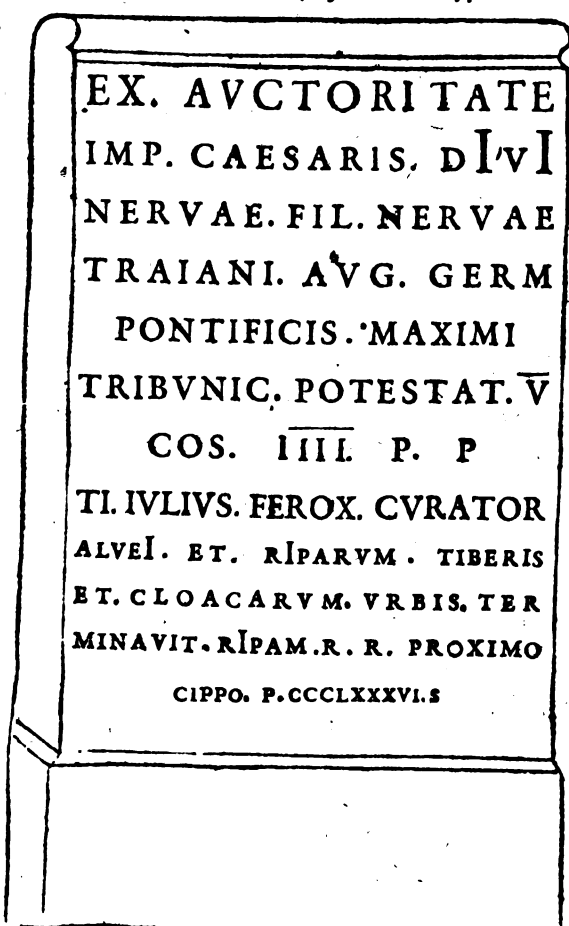 EX. AVCTORITATE
IMP. CAESARIS. DIVI
NERVAE. FIL. NERVAE
TRAIANI. AVG. GERM
PONTIFICIS. MAXIMI
TRIBVNIC. POTESTAT. V̅
COS. I̅I̅I̅I̅. P. P
TI. IVLIVS. FEROX. CVRATOR
ALVEI. ET. RIPARVM. TIBERIS
ET. CLOACARVM. VRBIS. TER
MINAVIT. RIPAM. R. R. PROXIMO
CIPPO. P. CCCLXXXVI. S